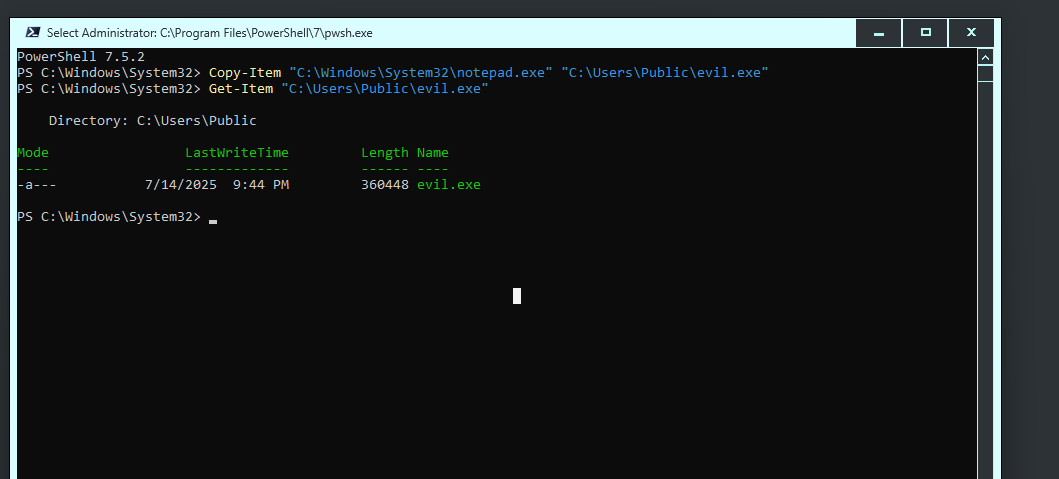 Select Administrator: C:\Program Files\PowerShell\7\pwsh.exe
PowerShell 7.5.2
PS C:\Windows\System32> Copy-Item "C:\Windows\System32\notepad.exe" "C:\Users\Public\evil.exe"
PS C:\Windows\System32> Get-Item "C:\Users\Public\evil.exe"
Directory: C:\Users\Public
Mode                 LastWriteTime         Length Name
----                 -------------         ------ ----
-a---           7/14/2025  9:44 PM         360448 evil.exe
PS C:\Windows\System32>